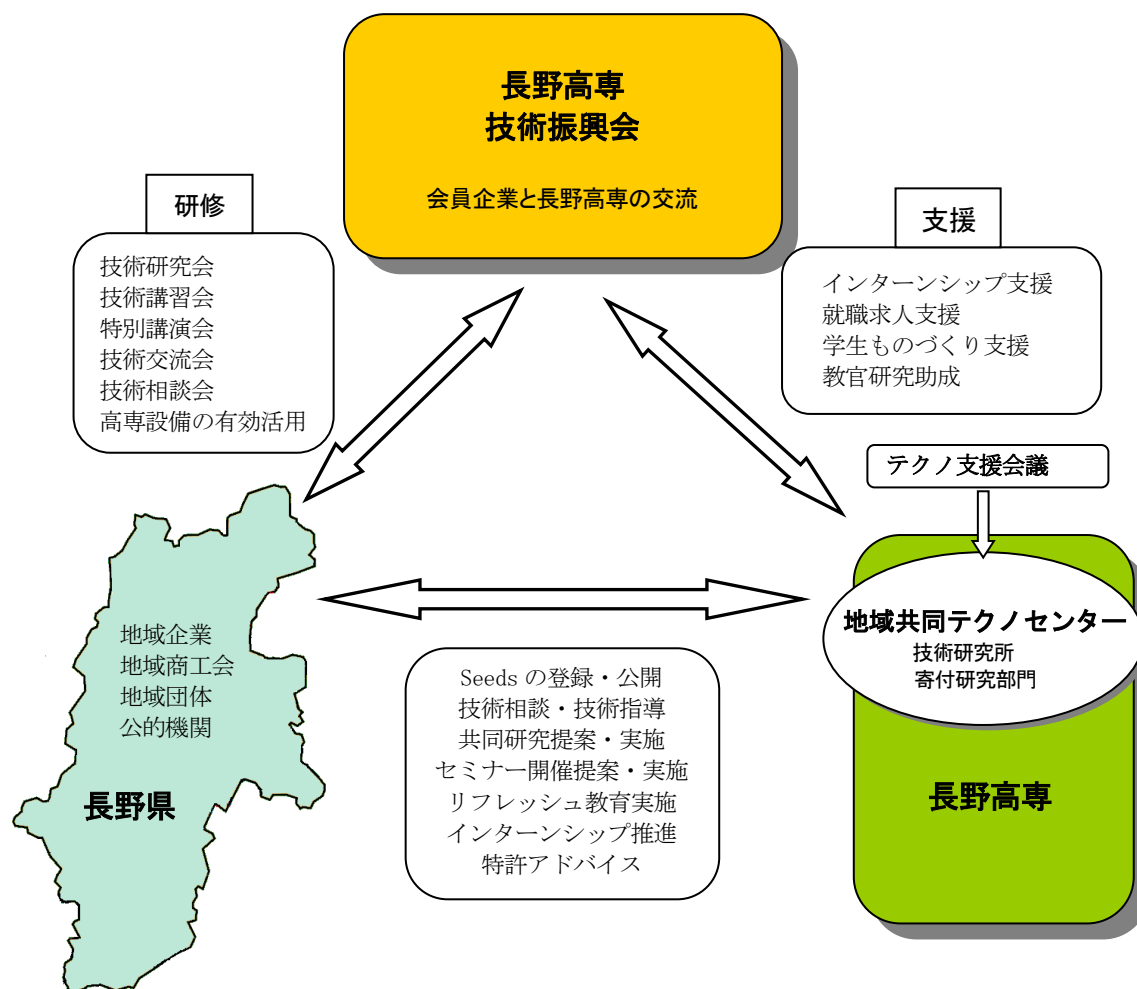 長野高専
技術振興会
会員企業と長野高専の交流
研修
技術研究会
技術講習会
特別講演会
技術交流会
技術相談会
高専設備の有効活用
支援
インターンシップ支援
就職求人支援
学生ものづくり支援
教官研究助成
テクノ支援会議
地域共同テクノセンター
技術研究所
寄付研究部門
長野高専
地域企業
地域商工会
地域団体
公的機関
長野県
Seeds の登録・公開
技術相談・技術指導
共同研究提案・実施
セミナー開催提案・実施
リフレッシュ教育実施
インターンシップ推進
特許アドバイス